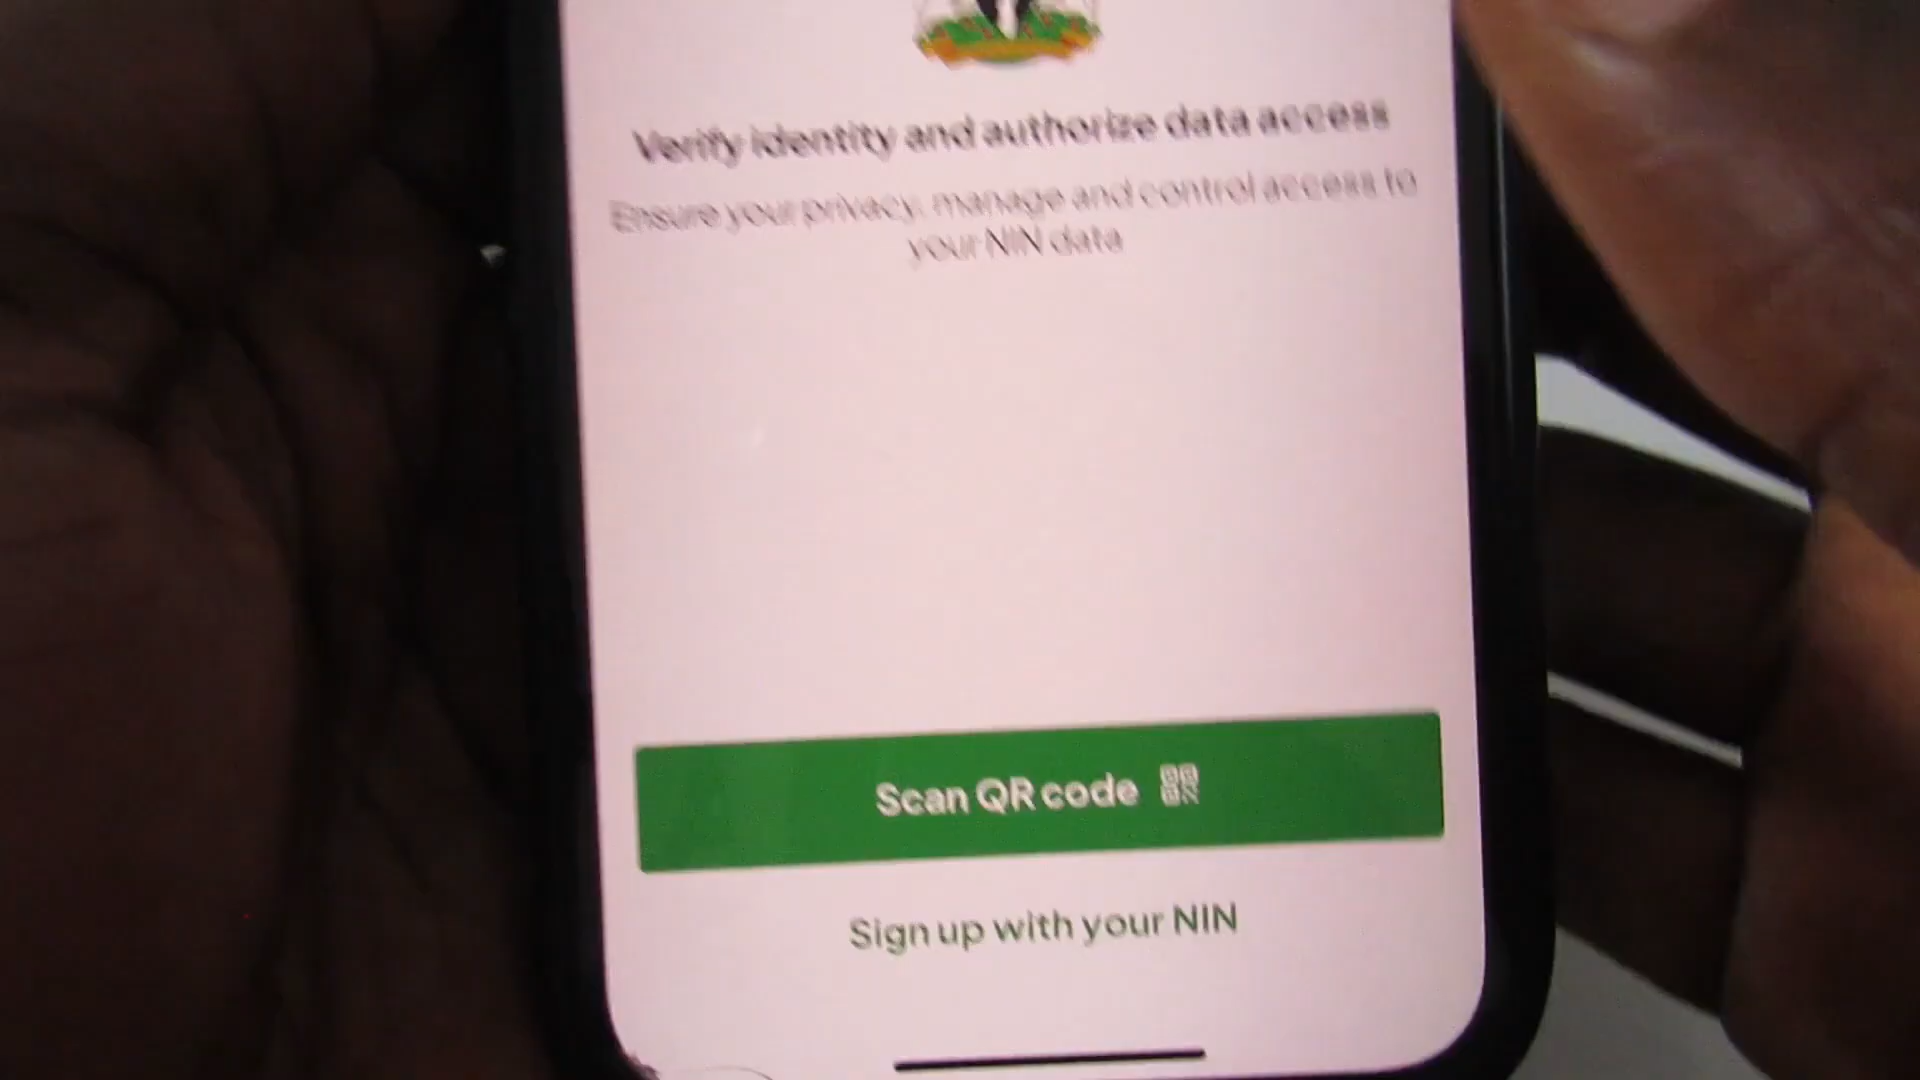 Verify identity and authorize data access
Ensure your privacy, manage and control access to
your NIN data
Scan QR code
Sign up with your NIN